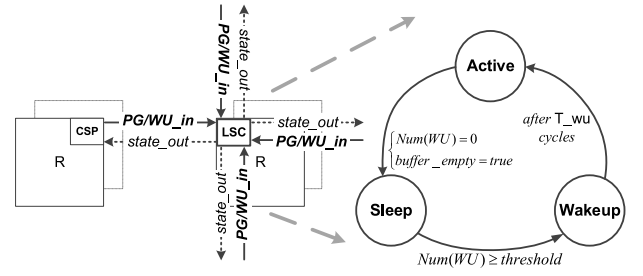 PG/WU_in
state_out
Active
PG/WU_in
state_out
CSP
LSC
state_out
PG/WU_in
R
R
Num(WU) = 0
buffer_empty = true
after T_wu
cycles
state_out
PG/WU_in
Sleep
Wakeup
Num(WU) ≥ threshold